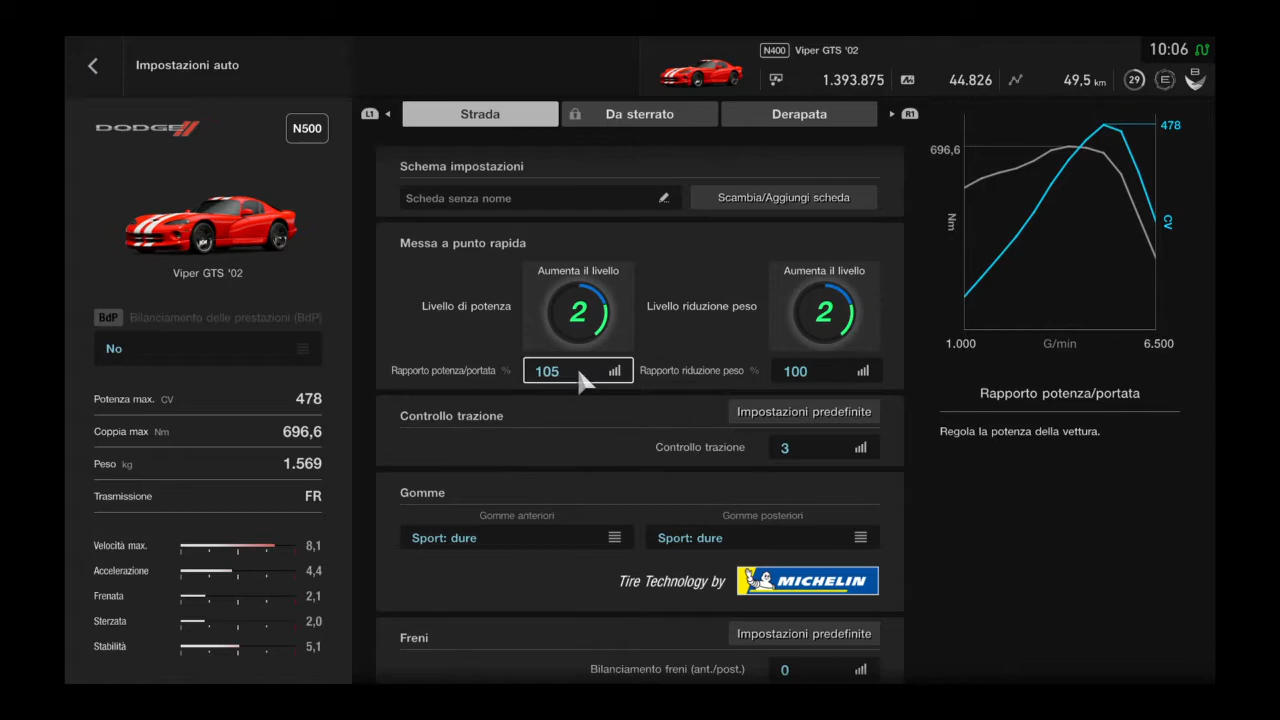 Impostazioni auto
N400 Viper GTS '02
10:06
1.393.875
44.826
49,5 km
29
E
B
DODGE
N500
Viper GTS '02
BdP Bilanciamento delle prestazioni (BdP)
No
Potenza max. CV 478
Coppia max Nm 696,6
Peso kg 1.569
Trasmissione FR
Velocità max. 8,1
Accelerazione 4,4
Frenata 2,1
Sterzata 2,0
Stabilità 5,1
L1 Strada Da sterrato Derapata R1
Schema impostazioni
Scheda senza nome
Scambia/Aggiungi scheda
Messa a punto rapida
Livello di potenza
Aumenta il livello
2
Livello riduzione peso
Aumenta il livello
2
Rapporto potenza/portata % 105
Rapporto riduzione peso % 100
Controllo trazione
Impostazioni predefinite
Controllo trazione 3
Gomme
Gomme anteriori
Sport: dure
Gomme posteriori
Sport: dure
Tire Technology by MICHELIN
Freni
Impostazioni predefinite
Bilanciamento freni (ant./post.) 0
478
696,6
Nm
CV
1.000 G/min 6.500
Rapporto potenza/portata
Regola la potenza della vettura.